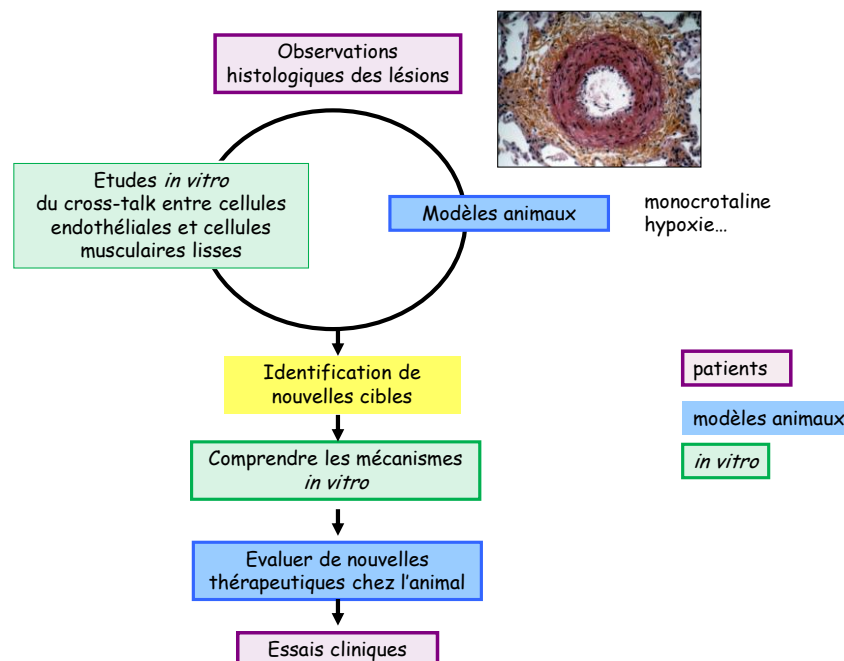 Observations
histologiques des lésions
Etudes in vitro
du cross-talk entre cellules
endothéliales et cellules
musculaires lisses
Modèles animaux
monocrotaline
hypoxie...
Identification de
nouvelles cibles
patients
modèles animaux
in vitro
Comprendre les mécanismes
in vitro
Evaluer de nouvelles
thérapeutiques chez l'animal
Essais cliniques